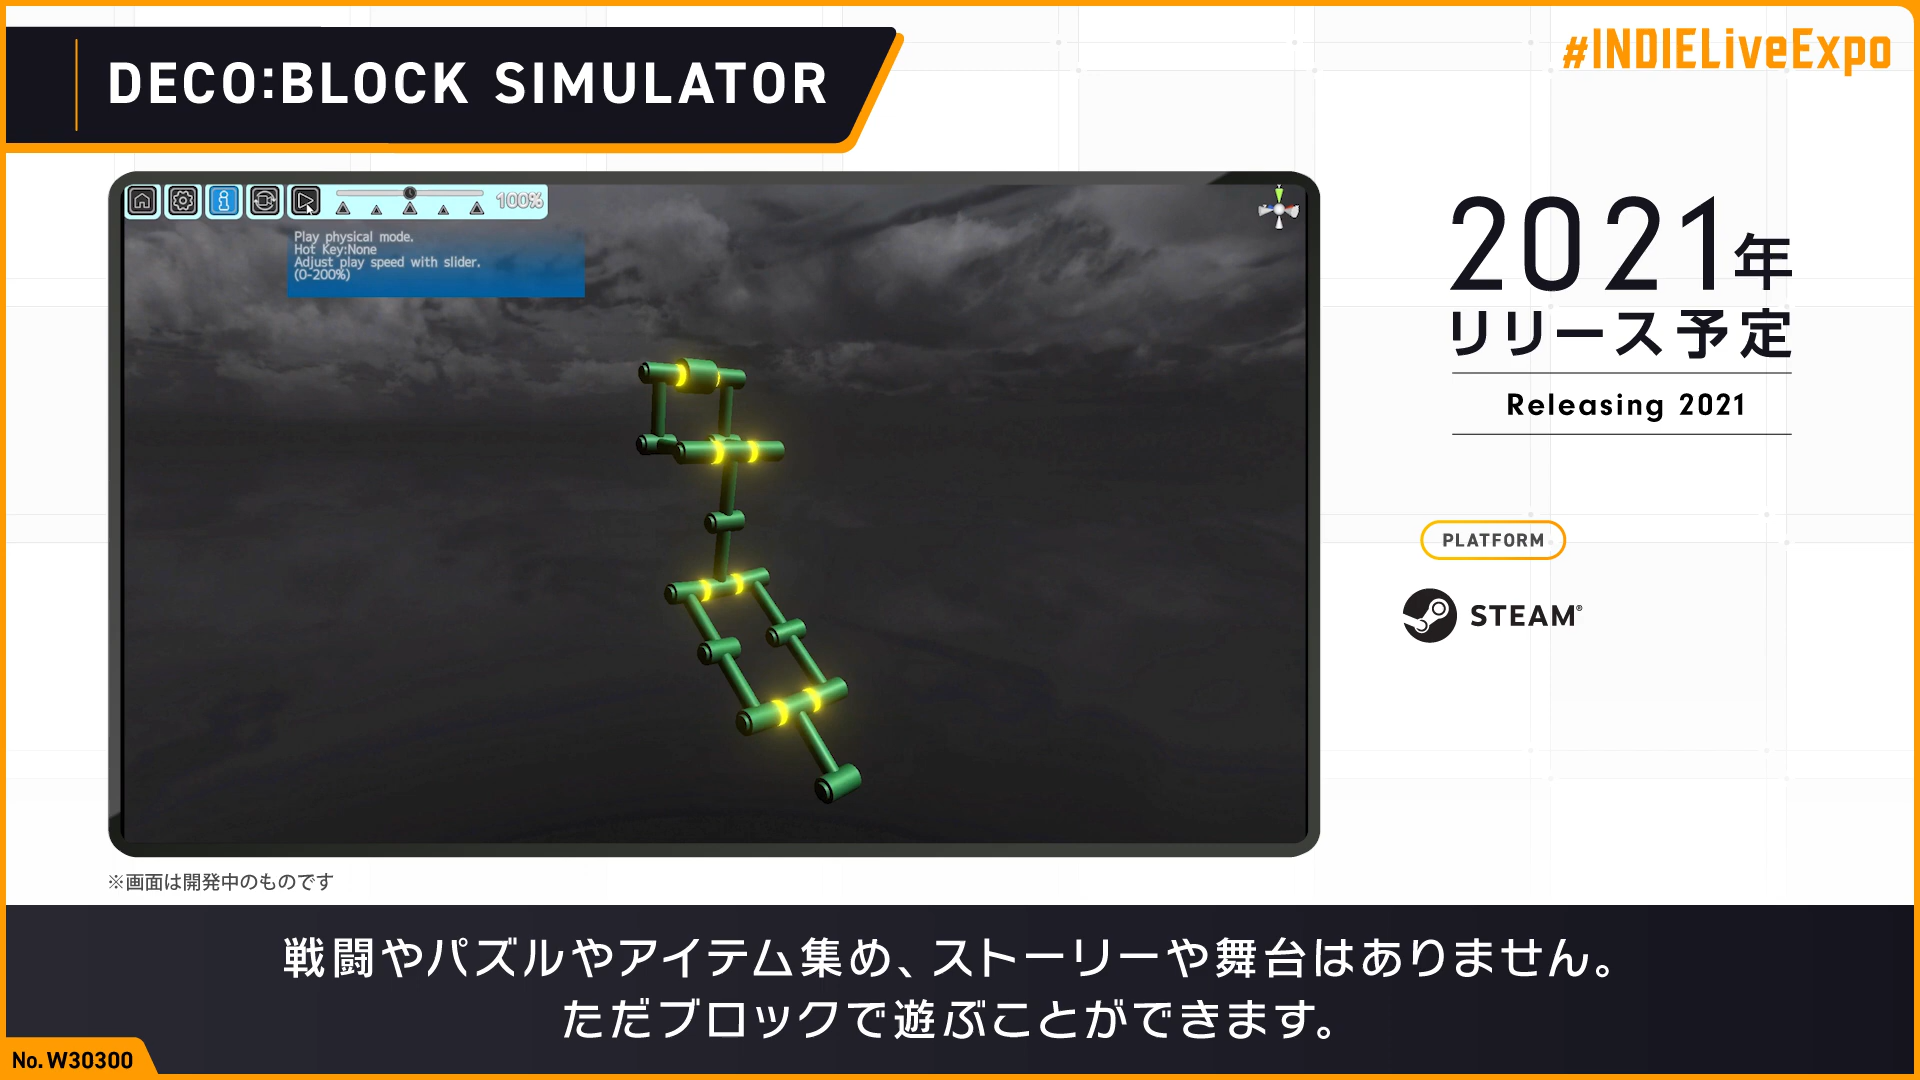 DECO:BLOCK SIMULATOR
#INDIELiveExpo
100%
Play physical mode.
Hot Key:None
Adjust play speed with slider.
(0-200%)
2021年
リリース予定
Releasing 2021
PLATFORM
STEAM®
※画面は開発中のものです
戦闘やパズルやアイテム集め、ストーリーや舞台はありません。
ただブロックで遊ぶことができます。
No. W30300